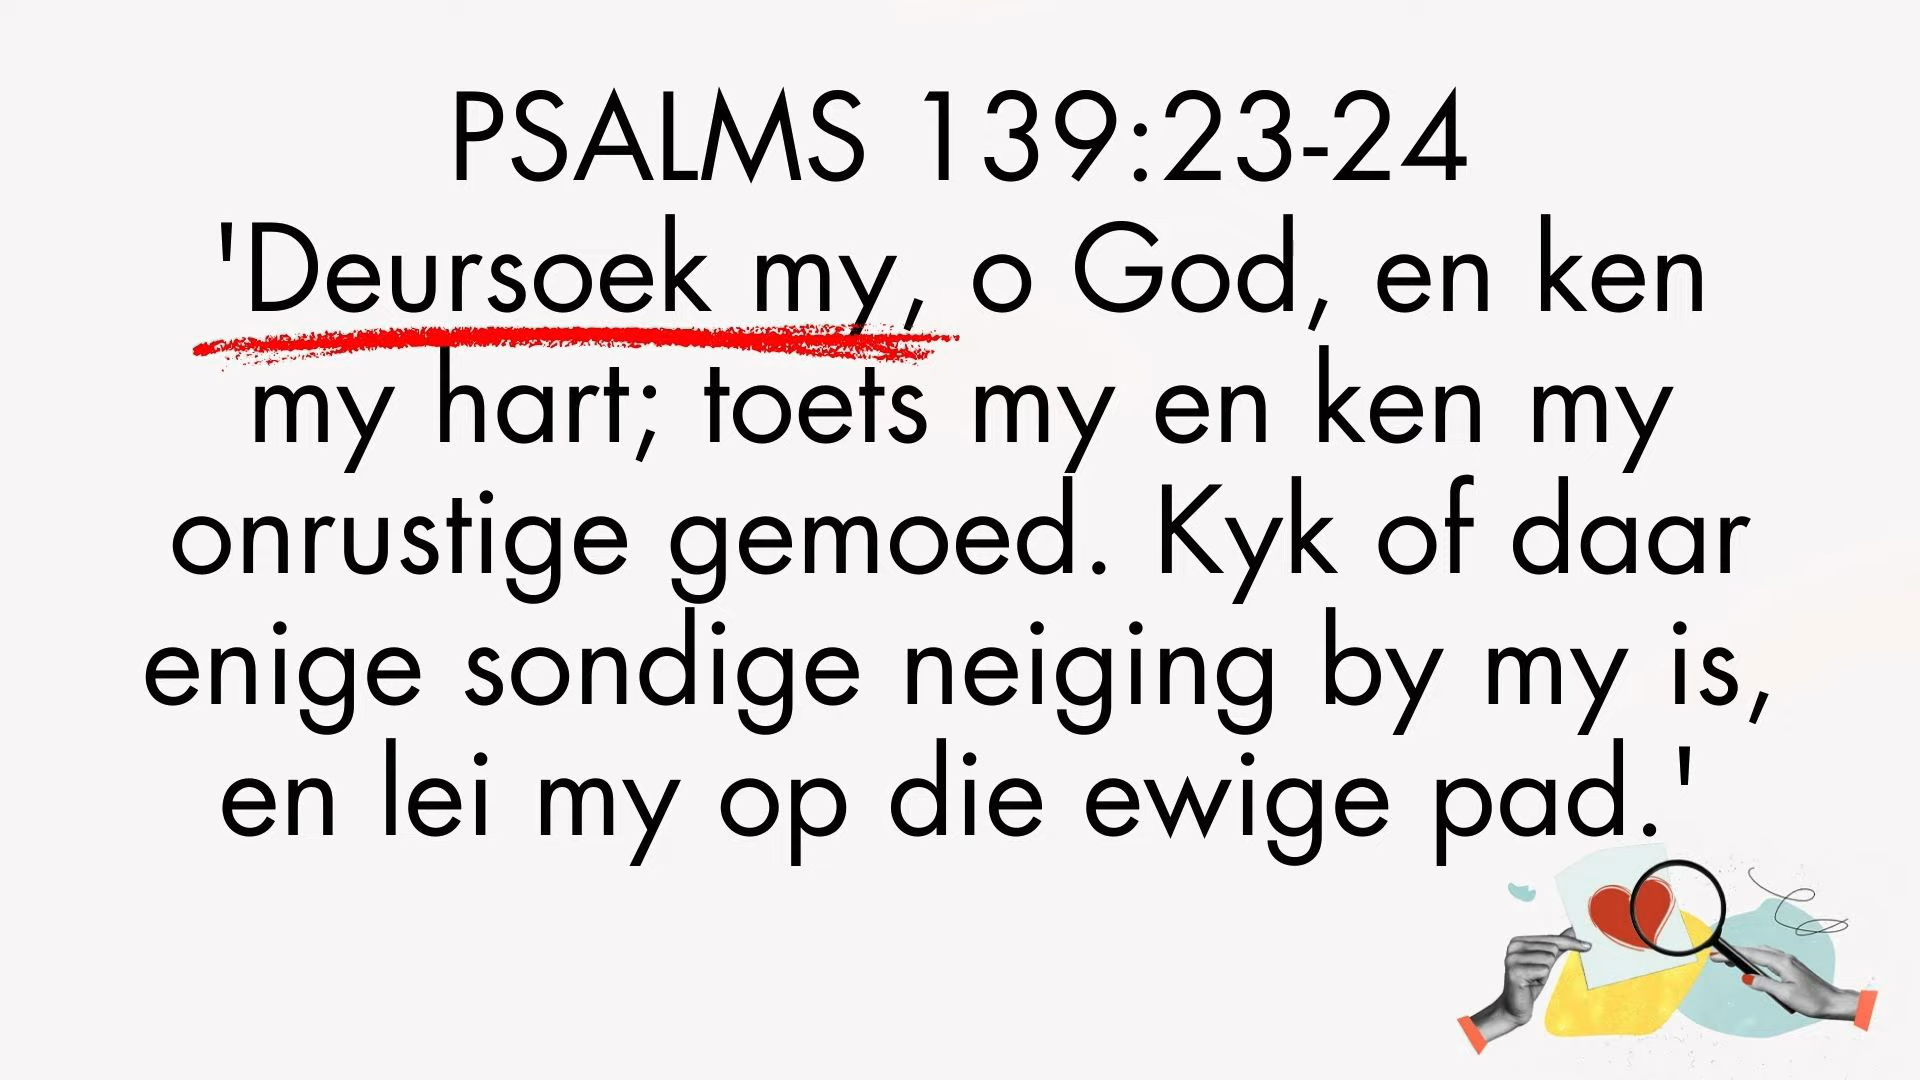 PSALMS 139:23-24
'Deursoek my, o God, en ken
my hart; toets my en ken my
onrustige gemoed. Kyk of daar
enige sondige neiging by my is,
en lei my op die ewige pad.'